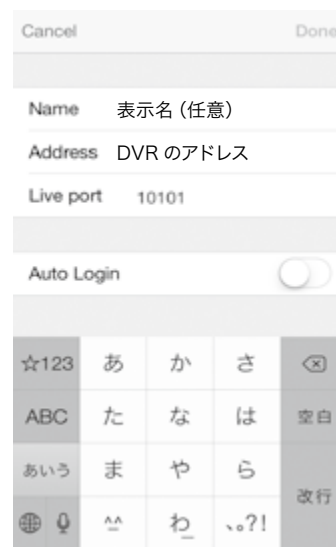 Cancel Done
Name 表示名（任意）
Address DVR のアドレス
Live port 10101
Auto Login
☆123 あ か さ
ABC た な は 空白
あいう ま や ら 改行
^^ わ_ 、。?!